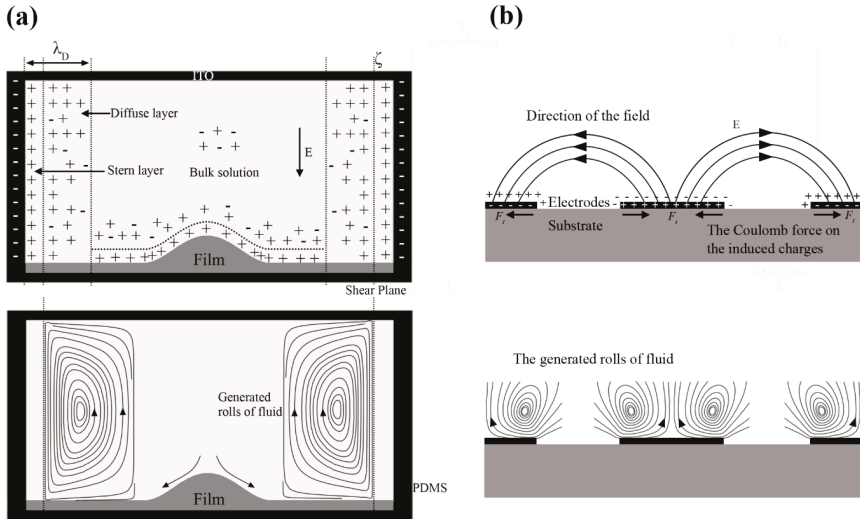 (a)
λD
ζ
ITO
Diffuse layer
E
Stern layer
Bulk solution
Film
Shear Plane
Generated
rolls of fluid
Film
PDMS
(b)
Direction of the field
E
Electrodes
Ft
Ft
Ft
Substrate
The Coulomb force on
the induced charges
The generated rolls of fluid